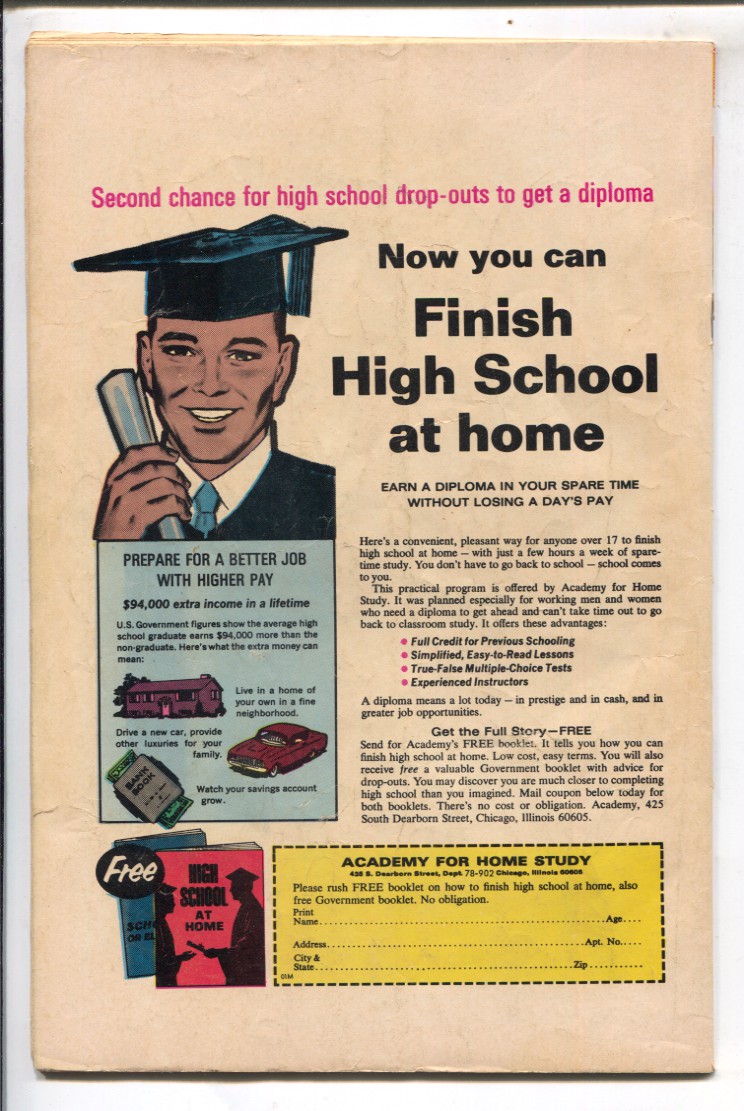 Second chance for high school drop-outs to get a diploma
Now you can
Finish
High School
at home
EARN A DIPLOMA IN YOUR SPARE TIME
WITHOUT LOSING A DAY'S PAY
PREPARE FOR A BETTER JOB
WITH HIGHER PAY
$94,000 extra income in a lifetime
U.S. Government figures show the average high
school graduate earns $94,000 more than the
non-graduate. Here's what the extra money can
mean:
Live in a home of
your own in a fine
neighborhood.
Drive a new car, provide
other luxuries for your
family.
BANK
BOOK
Watch your savings account
grow.
Here's a convenient, pleasant way for anyone over 17 to finish
high school at home — with just a few hours a week of spare-
time study. You don't have to go back to school — school comes
to you.
This practical program is offered by Academy for Home
Study. It was planned especially for working men and women
who need a diploma to get ahead and can't take time out to go
back to classroom study. It offers these advantages:
• Full Credit for Previous Schooling
• Simplified, Easy-to-Read Lessons
• True-False Multiple-Choice Tests
• Experienced Instructors
A diploma means a lot today — in prestige and in cash, and in
greater job opportunities.
Get the Full Story—FREE
Send for Academy's FREE booklet. It tells you how you can
finish high school at home. Low cost, easy terms. You will also
receive free a valuable Government booklet with advice for
drop-outs. You may discover you are much closer to completing
high school than you imagined. Mail coupon below today for
both booklets. There's no cost or obligation. Academy, 425
South Dearborn Street, Chicago, Illinois 60605.
Free
SCH
OR EL
HIGH
SCHOOL
AT
HOME
ACADEMY FOR HOME STUDY
425 S. Dearborn Street, Dept. 78-902 Chicago, Illinois 60605
Please rush FREE booklet on how to finish high school at home, also
free Government booklet. No obligation.
Print
Name....Age....
Address....Apt. No.....
City &
State....Zip....
01M